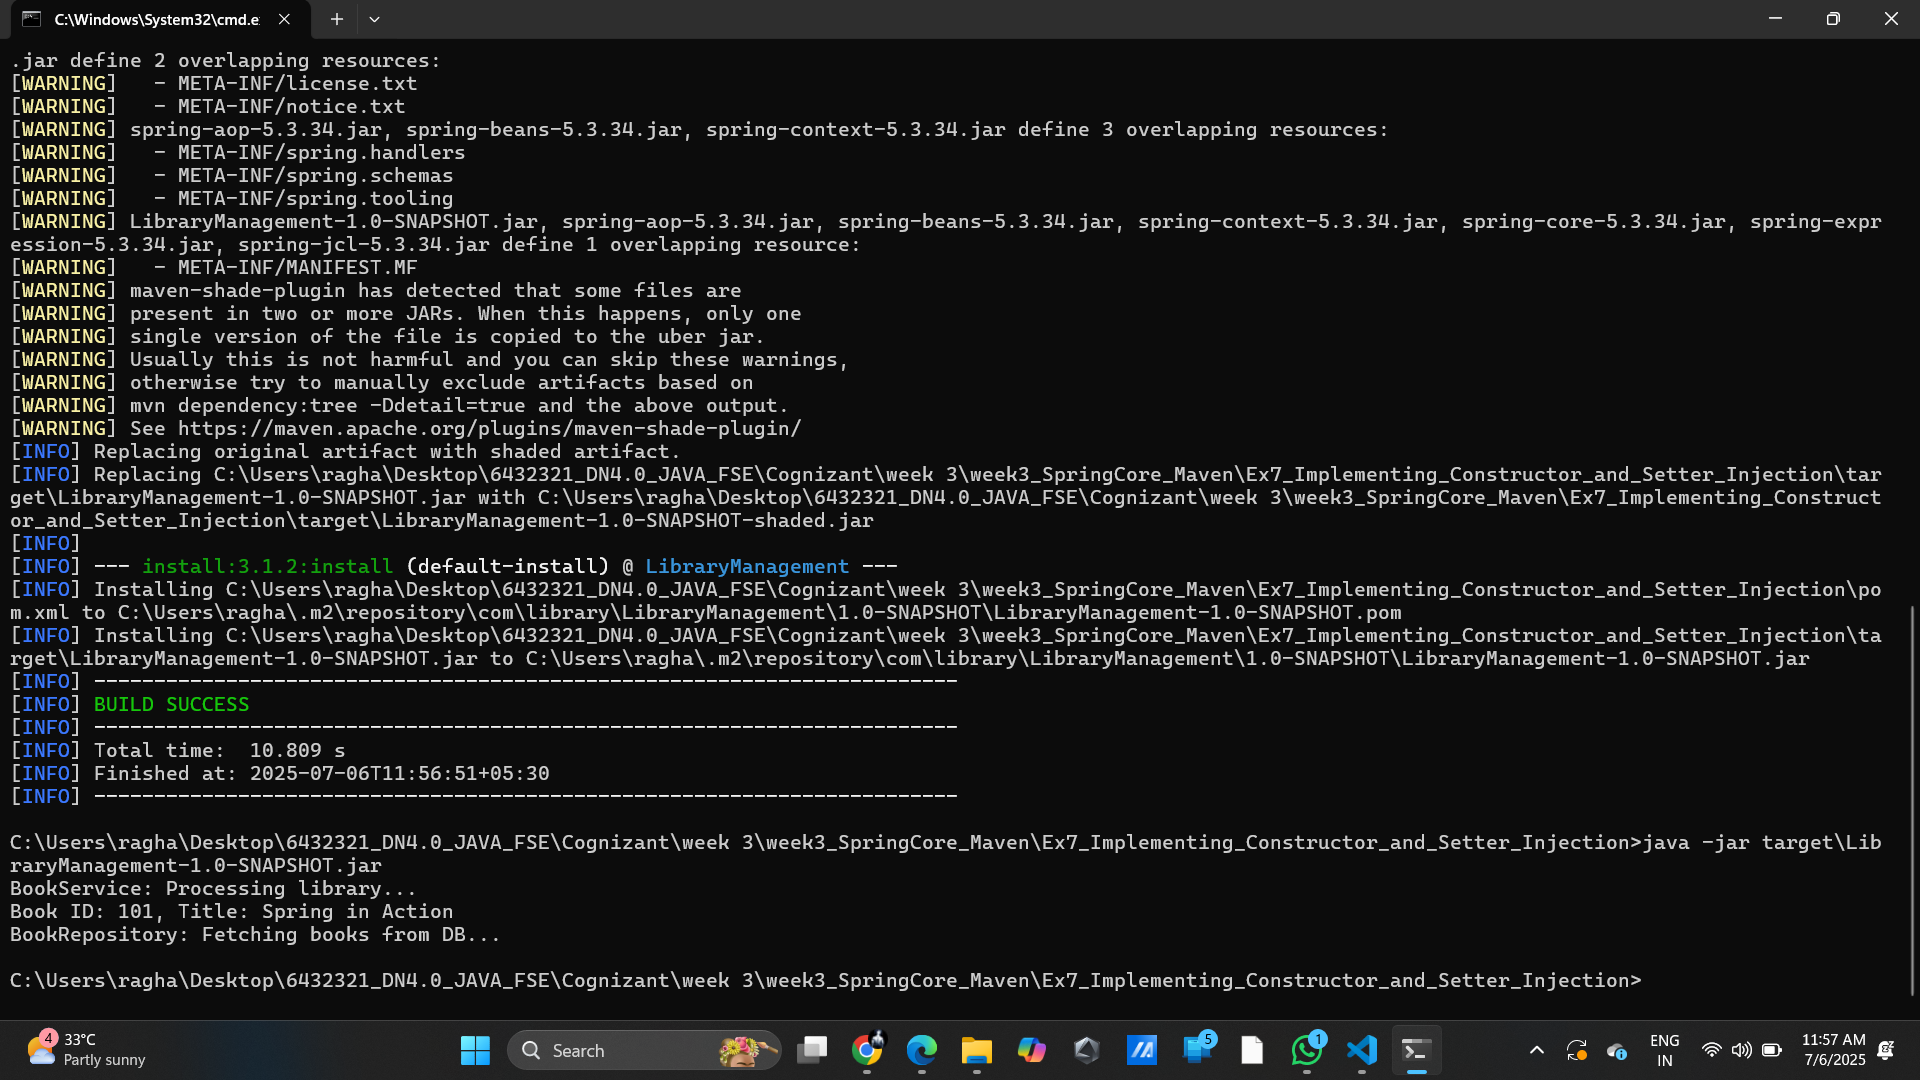 C:\Windows\System32\cmd.e
.jar define 2 overlapping resources:
[WARNING]   - META-INF/license.txt
[WARNING]   - META-INF/notice.txt
[WARNING] spring-aop-5.3.34.jar, spring-beans-5.3.34.jar, spring-context-5.3.34.jar define 3 overlapping resources:
[WARNING]   - META-INF/spring.handlers
[WARNING]   - META-INF/spring.schemas
[WARNING]   - META-INF/spring.tooling
[WARNING] LibraryManagement-1.0-SNAPSHOT.jar, spring-aop-5.3.34.jar, spring-beans-5.3.34.jar, spring-context-5.3.34.jar, spring-core-5.3.34.jar, spring-expr
ession-5.3.34.jar, spring-jcl-5.3.34.jar define 1 overlapping resource:
[WARNING]   - META-INF/MANIFEST.MF
[WARNING] maven-shade-plugin has detected that some files are
[WARNING] present in two or more JARs. When this happens, only one
[WARNING] single version of the file is copied to the uber jar.
[WARNING] Usually this is not harmful and you can skip these warnings,
[WARNING] otherwise try to manually exclude artifacts based on
[WARNING] mvn dependency:tree -Ddetail=true and the above output.
[WARNING] See https://maven.apache.org/plugins/maven-shade-plugin/
[INFO] Replacing original artifact with shaded artifact.
[INFO] Replacing C:\Users\ragha\Desktop\6432321_DN4.0_JAVA_FSE\Cognizant\week 3\week3_SpringCore_Maven\Ex7_Implementing_Constructor_and_Setter_Injection\tar
get\LibraryManagement-1.0-SNAPSHOT.jar with C:\Users\ragha\Desktop\6432321_DN4.0_JAVA_FSE\Cognizant\week 3\week3_SpringCore_Maven\Ex7_Implementing_Construct
or_and_Setter_Injection\target\LibraryManagement-1.0-SNAPSHOT-shaded.jar
[INFO]
[INFO] --- install:3.1.2:install (default-install) @ LibraryManagement ---
[INFO] Installing C:\Users\ragha\Desktop\6432321_DN4.0_JAVA_FSE\Cognizant\week 3\week3_SpringCore_Maven\Ex7_Implementing_Constructor_and_Setter_Injection\po
m.xml to C:\Users\ragha\.m2\repository\com\library\LibraryManagement\1.0-SNAPSHOT\LibraryManagement-1.0-SNAPSHOT.pom
[INFO] Installing C:\Users\ragha\Desktop\6432321_DN4.0_JAVA_FSE\Cognizant\week 3\week3_SpringCore_Maven\Ex7_Implementing_Constructor_and_Setter_Injection\ta
rget\LibraryManagement-1.0-SNAPSHOT.jar to C:\Users\ragha\.m2\repository\com\library\LibraryManagement\1.0-SNAPSHOT\LibraryManagement-1.0-SNAPSHOT.jar
[INFO] ------------------------------------------------------------------------
[INFO] BUILD SUCCESS
[INFO] ------------------------------------------------------------------------
[INFO] Total time:  10.809 s
[INFO] Finished at: 2025-07-06T11:56:51+05:30
[INFO] ------------------------------------------------------------------------
C:\Users\ragha\Desktop\6432321_DN4.0_JAVA_FSE\Cognizant\week 3\week3_SpringCore_Maven\Ex7_Implementing_Constructor_and_Setter_Injection>java -jar target\Lib
raryManagement-1.0-SNAPSHOT.jar
BookService: Processing library...
Book ID: 101, Title: Spring in Action
BookRepository: Fetching books from DB...
C:\Users\ragha\Desktop\6432321_DN4.0_JAVA_FSE\Cognizant\week 3\week3_SpringCore_Maven\Ex7_Implementing_Constructor_and_Setter_Injection>
4
33°C
Partly sunny
Search
5
1
ENG
IN
11:57 AM
7/6/2025